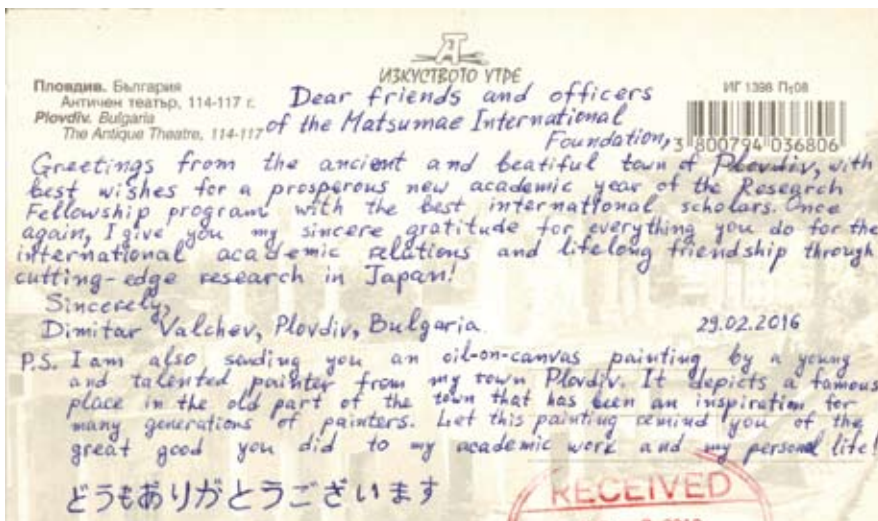 ИЗКУСТВОТО УТРЕ
Пловдив. България
Античен театър, 114-117 г.
Plovdiv. Bulgaria
The Antique Theatre, 114-117
ИГ 1398 Пт08
3 800794 036806
Dear friends and officers
of the Matsumae International
Foundation,
Greetings from the ancient and beatiful town of Plovdiv, with
best wishes for a prosperous new academic year of the Research
Fellowship program with the best international scholars. Once
again, I give you my sincere gratitude for everything you do for the
international academic relations and lifelong friendship through
cutting-edge research in Japan!
Sincerely,
Dimitar Valchev, Plovdiv, Bulgaria 29.02.2016
P.S. I am also sending you an oil-on-canvas painting by a young
and talented painter from my town Plovdiv. It depicts a famous
place in the old part of the town that has been an inspiration for
many generations of painters. Let this painting remind you of the
great good you did to my academic work and my personal life!
どうもありがとうございます
RECEIVED